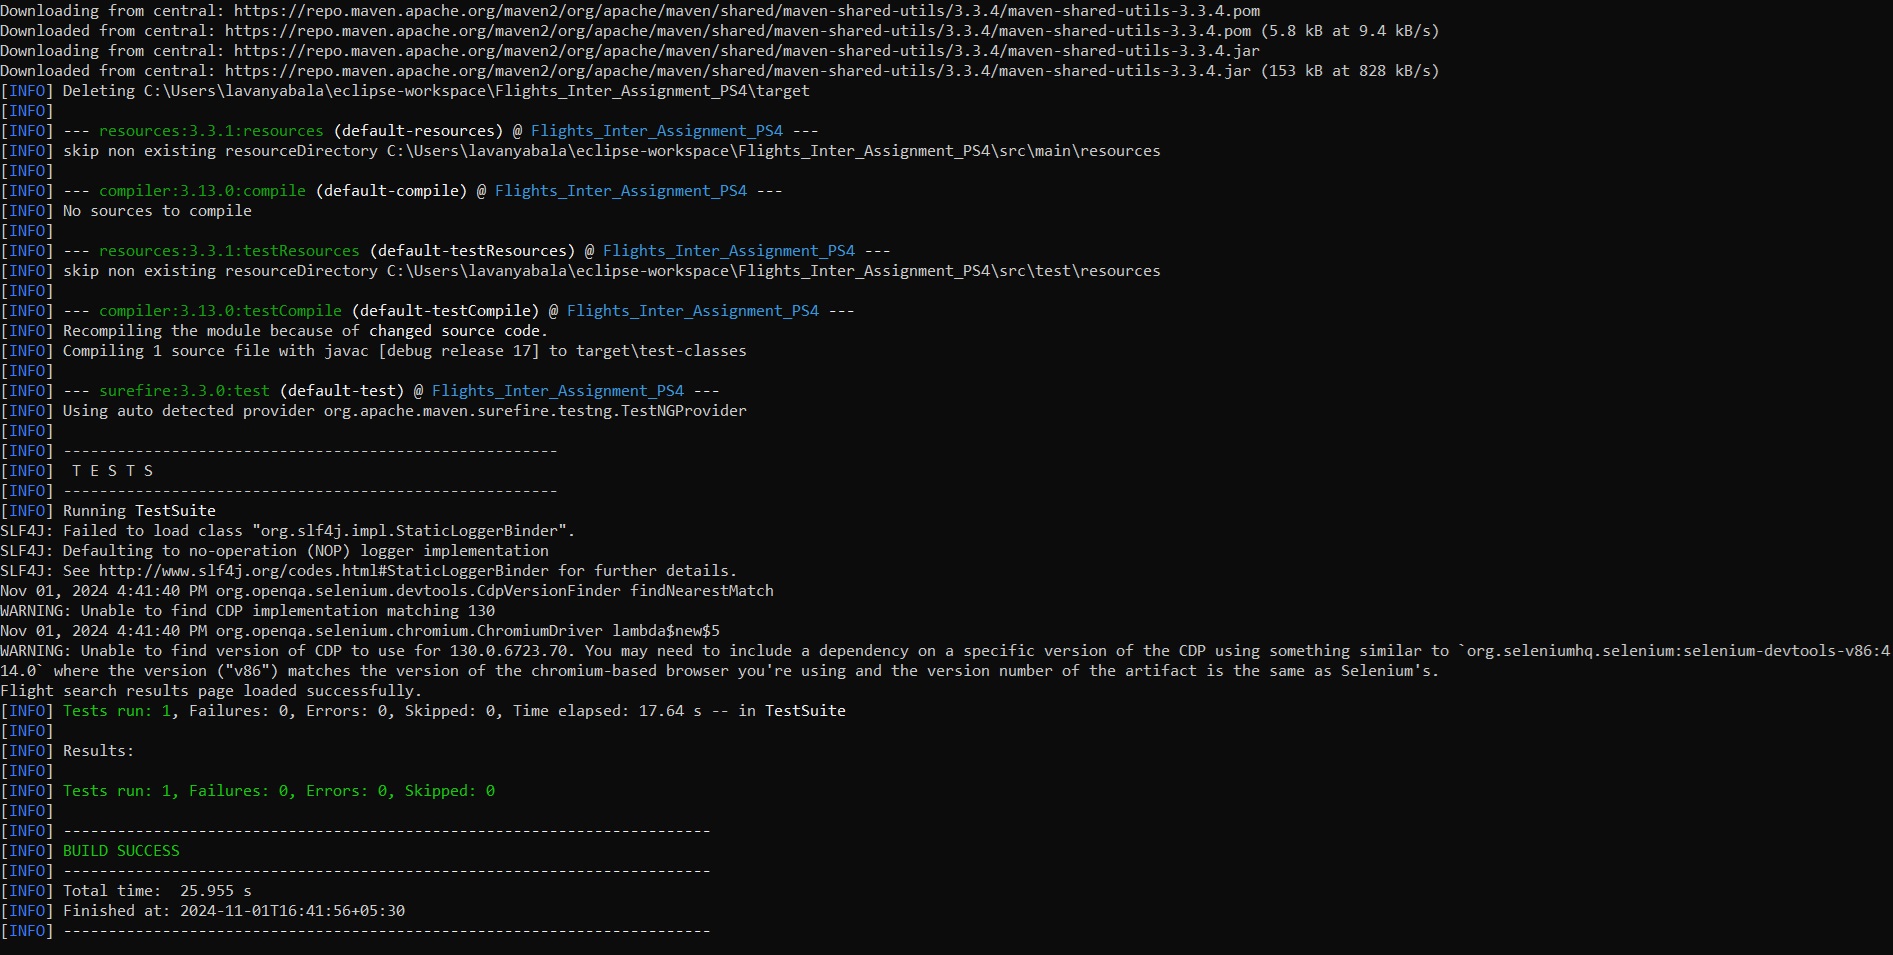 Downloading from central: https://repo.maven.apache.org/maven2/org/apache/maven/shared/maven-shared-utils/3.3.4/maven-shared-utils-3.3.4.pom
Downloaded from central: https://repo.maven.apache.org/maven2/org/apache/maven/shared/maven-shared-utils/3.3.4/maven-shared-utils-3.3.4.pom (5.8 kB at 9.4 kB/s)
Downloading from central: https://repo.maven.apache.org/maven2/org/apache/maven/shared/maven-shared-utils/3.3.4/maven-shared-utils-3.3.4.jar
Downloaded from central: https://repo.maven.apache.org/maven2/org/apache/maven/shared/maven-shared-utils/3.3.4/maven-shared-utils-3.3.4.jar (153 kB at 828 kB/s)
[INFO] Deleting C:\Users\lavanyabala\eclipse-workspace\Flights_Inter_Assignment_PS4\target
[INFO]
[INFO] --- resources:3.3.1:resources (default-resources) @ Flights_Inter_Assignment_PS4 ---
[INFO] skip non existing resourceDirectory C:\Users\lavanyabala\eclipse-workspace\Flights_Inter_Assignment_PS4\src\main\resources
[INFO]
[INFO] --- compiler:3.13.0:compile (default-compile) @ Flights_Inter_Assignment_PS4 ---
[INFO] No sources to compile
[INFO]
[INFO] --- resources:3.3.1:testResources (default-testResources) @ Flights_Inter_Assignment_PS4 ---
[INFO] skip non existing resourceDirectory C:\Users\lavanyabala\eclipse-workspace\Flights_Inter_Assignment_PS4\src\test\resources
[INFO]
[INFO] --- compiler:3.13.0:testCompile (default-testCompile) @ Flights_Inter_Assignment_PS4 ---
[INFO] Recompiling the module because of changed source code.
[INFO] Compiling 1 source file with javac [debug release 17] to target\test-classes
[INFO]
[INFO] --- surefire:3.3.0:test (default-test) @ Flights_Inter_Assignment_PS4 ---
[INFO] Using auto detected provider org.apache.maven.surefire.testng.TestNGProvider
[INFO]
[INFO] -------------------------------------------------------
[INFO]  T E S T S
[INFO] -------------------------------------------------------
[INFO] Running TestSuite
SLF4J: Failed to load class "org.slf4j.impl.StaticLoggerBinder".
SLF4J: Defaulting to no-operation (NOP) logger implementation
SLF4J: See http://www.slf4j.org/codes.html#StaticLoggerBinder for further details.
Nov 01, 2024 4:41:40 PM org.openqa.selenium.devtools.CdpVersionFinder findNearestMatch
WARNING: Unable to find CDP implementation matching 130
Nov 01, 2024 4:41:40 PM org.openqa.selenium.chromium.ChromiumDriver lambda$new$5
WARNING: Unable to find version of CDP to use for 130.0.6723.70. You may need to include a dependency on a specific version of the CDP using something similar to `org.seleniumhq.selenium:selenium-devtools-v86:4
14.0` where the version ("v86") matches the version of the chromium-based browser you're using and the version number of the artifact is the same as Selenium's.
Flight search results page loaded successfully.
[INFO] Tests run: 1, Failures: 0, Errors: 0, Skipped: 0, Time elapsed: 17.64 s -- in TestSuite
[INFO]
[INFO] Results:
[INFO]
[INFO] Tests run: 1, Failures: 0, Errors: 0, Skipped: 0
[INFO]
[INFO] ------------------------------------------------------------------------
[INFO] BUILD SUCCESS
[INFO] ------------------------------------------------------------------------
[INFO] Total time:  25.955 s
[INFO] Finished at: 2024-11-01T16:41:56+05:30
[INFO] ------------------------------------------------------------------------